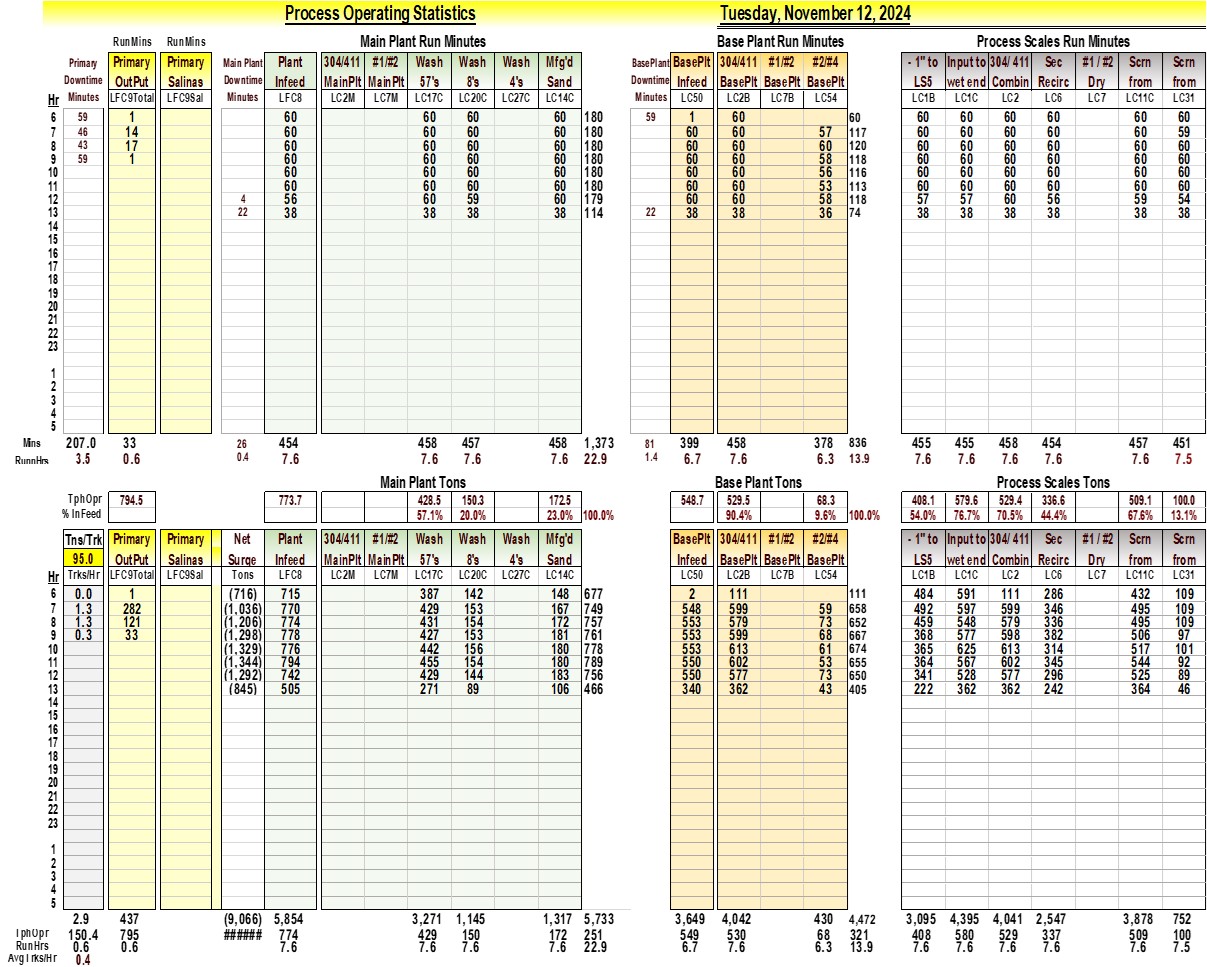 Process Operating Statistics Tuesday, November 12, 2024
RunMins RunMins Main Plant Run Minutes Base Plant Run Minutes Process Scales Run Minutes
Primary Primary Primary Main Plant Plant 304/411 #1/#2 Wash Wash Wash Mfg'd BasePlant BasePlt 304/411 #1/#2 #2/#4 - 1" to Input to 304/ 411 Sec #1 / #2 Scrn Scrn
Downtime OutPut Salinas Downtime Infeed MainPlt MainPlt 57's 8's 4's Sand Downtime Infeed BasePlt BasePlt BasePlt LS5 wet end Combin Recirc Dry from from
Hr Minutes LFC9Total LFC9Sal Minutes LFC8 LC2M LC7M LC17C LC20C LC27C LC14C Minutes LC50 LC2B LC7B LC54 LC1B LC1C LC2 LC6 LC7 LC11C LC31
6 59 1 60 60 60 60 180 59 1 60 60 60 60 60 60 60 60
7 46 14 60 60 60 60 180 60 60 57 117 60 60 60 60 60 59
8 43 17 60 60 60 60 180 60 60 60 120 60 60 60 60 60 60
9 59 1 60 60 60 60 180 60 60 58 118 60 60 60 60 60 60
10 60 60 60 60 180 60 60 56 116 60 60 60 60 60 60
11 60 60 60 60 180 60 60 53 113 60 60 60 60 60 60
12 4 56 60 59 60 179 60 60 58 118 57 57 60 56 59 54
13 22 38 38 38 38 114 22 38 38 36 74 38 38 38 38 38 38
14
15
16
17
18
19
20
21
22
23
1
2
3
4
5
Mins 207.0 33 26 454 458 457 458 1,373 81 399 458 378 836 455 455 458 454 457 451
RunnHrs 3.5 0.6 0.4 7.6 7.6 7.6 7.6 22.9 1.4 6.7 7.6 6.3 13.9 7.6 7.6 7.6 7.6 7.6 7.5
Main Plant Tons Base Plant Tons Process Scales Tons
TphOpr 794.5 773.7 428.5 150.3 172.5 548.7 529.5 68.3 408.1 579.6 529.4 336.6 509.1 100.0
% InFeed 57.1% 20.0% 23.0% 100.0% 90.4% 9.6% 100.0% 54.0% 76.7% 70.5% 44.4% 67.6% 13.1%
Tns/Trk Primary Primary Net Plant 304/411 #1/#2 Wash Wash Wash Mfg'd BasePlt 304/411 #1/#2 #2/#4 - 1" to Input to 304/ 411 Sec #1 / #2 Scrn Scrn
95.0 OutPut Salinas Surge Infeed MainPlt MainPlt 57's 8's 4's Sand Infeed BasePlt BasePlt BasePlt LS5 wet end Combin Recirc Dry from from
Hr Trks/Hr LFC9Total LFC9Sal Tons LFC8 LC2M LC7M LC17C LC20C LC27C LC14C LC50 LC2B LC7B LC54 LC1B LC1C LC2 LC6 LC7 LC11C LC31
6 0.0 1 (716) 715 387 142 148 677 2 111 111 484 591 111 286 432 109
7 1.3 282 (1,036) 770 429 153 167 749 548 599 59 658 492 597 599 346 495 109
8 1.3 121 (1,206) 774 431 154 172 757 553 579 73 652 459 548 579 336 495 109
9 0.3 33 (1,298) 778 427 153 181 761 553 599 68 667 368 577 598 382 506 97
10 (1,329) 776 442 156 180 778 553 613 61 674 365 625 613 314 517 101
11 (1,344) 794 455 154 180 789 550 602 53 655 364 567 602 345 544 92
12 (1,292) 742 429 144 183 756 550 577 73 650 341 528 577 296 525 89
13 (845) 505 271 89 106 466 340 362 43 405 222 362 362 242 364 46
14
15
16
17
18
19
20
21
22
23
1
2
3
4
5
2.9 437 (9,066) 5,854 3,271 1,145 1,317 5,733 3,649 4,042 430 4,472 3,095 4,395 4,041 2,547 3,878 752
TphOpr 150.4 795 ###### 774 429 150 172 251 549 530 68 321 408 580 529 337 509 100
RunHrs 0.6 0.6 7.6 7.6 7.6 7.6 22.9 6.7 7.6 6.3 13.9 7.6 7.6 7.6 7.6 7.6 7.5
Avg Trks/Hr 0.4